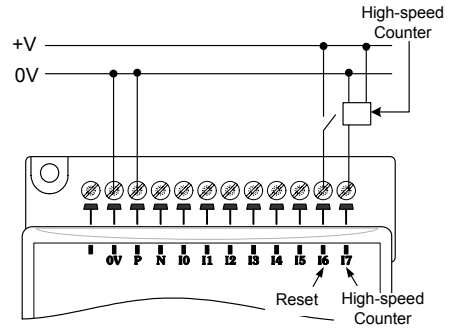 High-speed
Counter
+V
0V
0V P N I0 I1 I2 I3 I4 I5 I6 I7
Reset High-speed
Counter